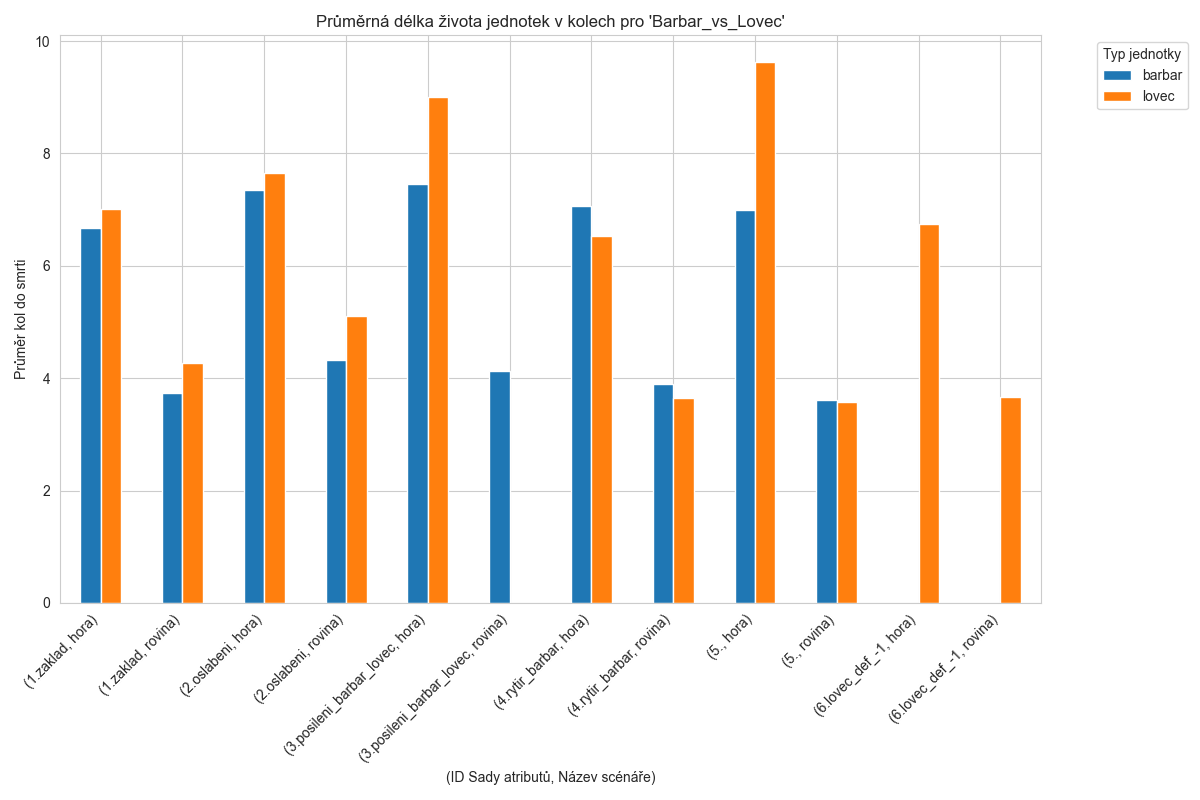 Průměrná délka života jednotek v kolech pro 'Barbar_vs_Lovec'
Typ jednotky
barbar
lovec
Průměr kol do smrti
10
8
6
4
2
0
(1.zaklad, hora)
(1.zaklad, rovina)
(2.oslabeni, hora)
(2.oslabeni, rovina)
(3.posileni_barbar_lovec, hora)
(3.posileni_barbar_lovec, rovina)
(4.rytir_barbar, hora)
(4.rytir_barbar, rovina)
(5., hora)
(5., rovina)
(6.lovec_def_-1, hora)
(6.lovec_def_-1, rovina)
(ID Sady atributů, Název scénáře)